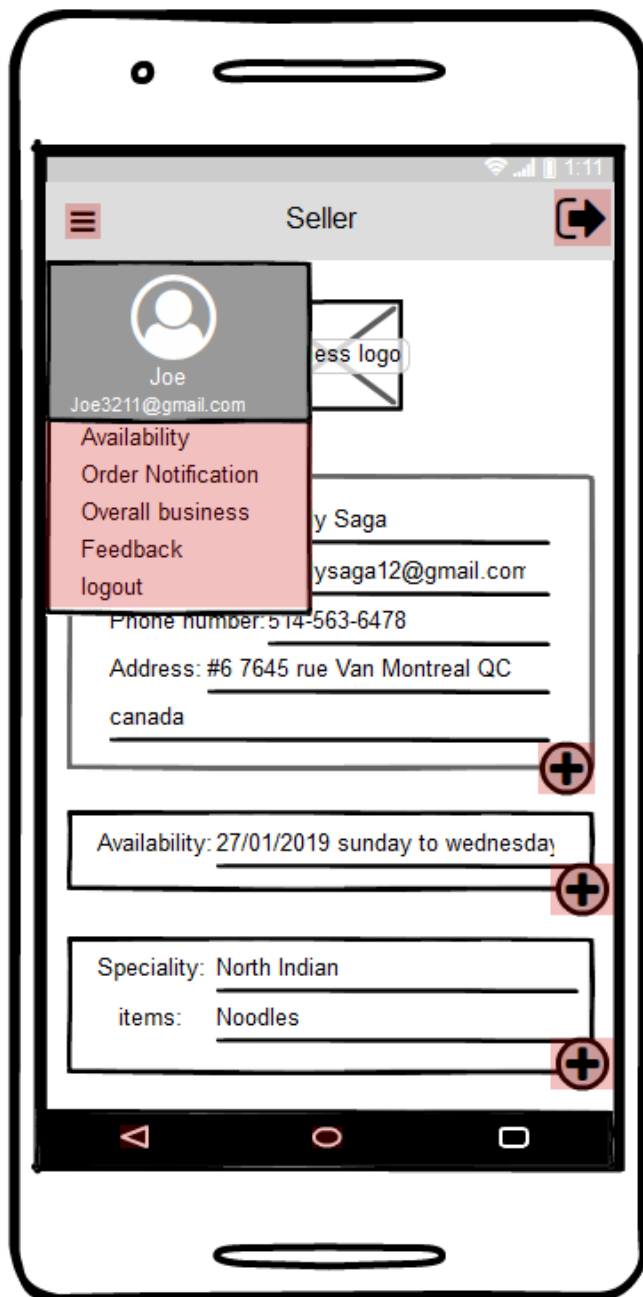 1:11
Seller
ess logo
Joe
Joe3211@gmail.com
Availability
Order Notification
Overall business
Feedback
logout
y Saga
ysaga12@gmail.com
Phone number: 514-563-6478
Address: #6 7645 rue Van Montreal QC
canada
Availability: 27/01/2019 sunday to wednesday
Speciality: North Indian
items: Noodles